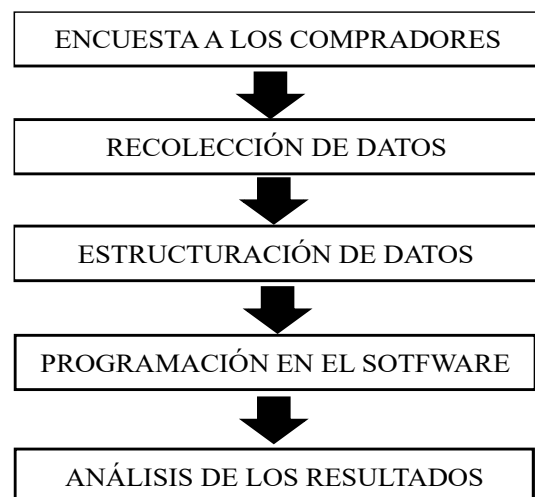 ENCUESTA A LOS COMPRADORES
RECOLECCIÓN DE DATOS
ESTRUCTURACIÓN DE DATOS
PROGRAMACIÓN EN EL SOTFWARE
ANÁLISIS DE LOS RESULTADOS